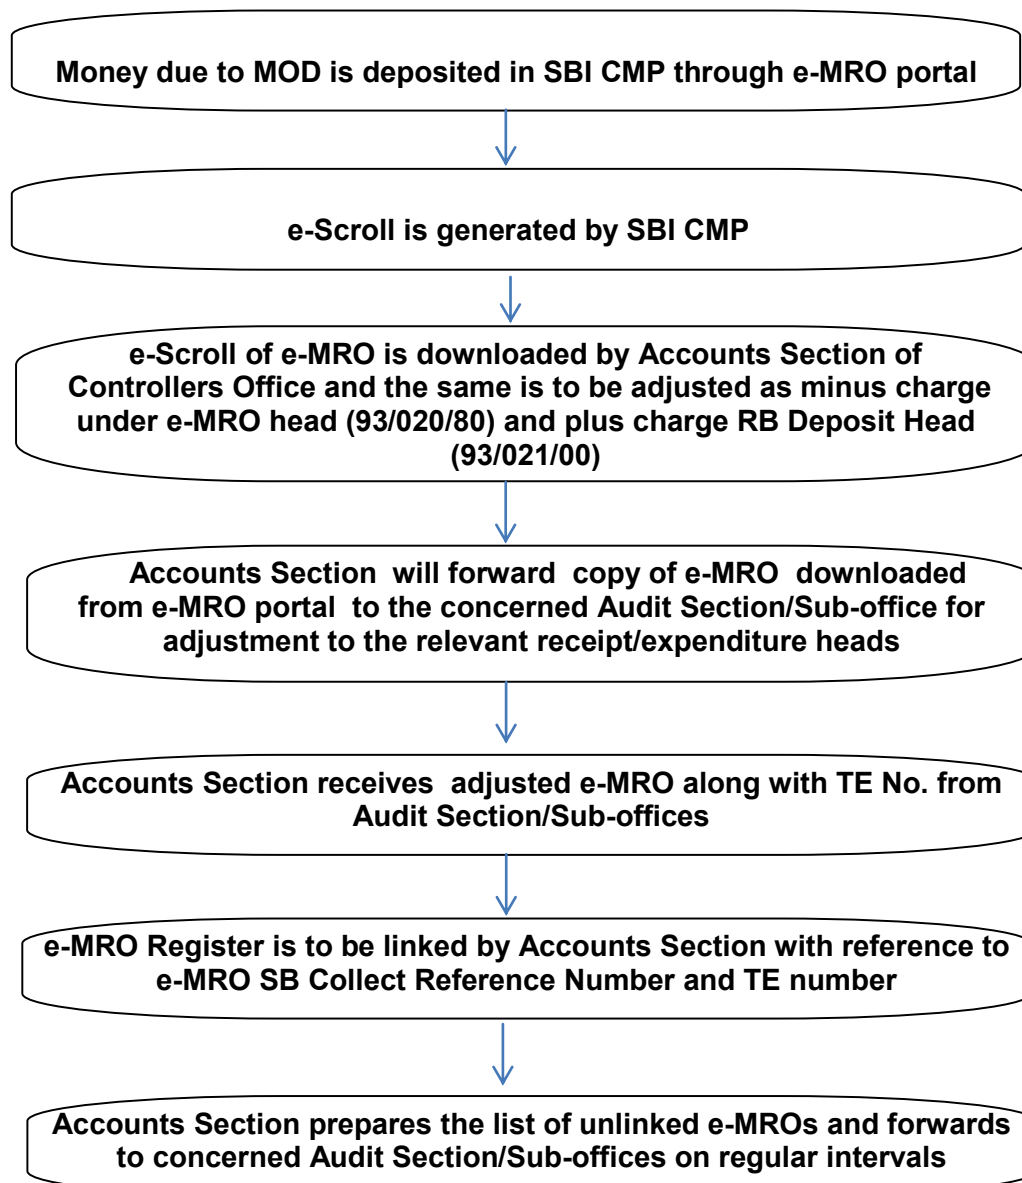 Money due to MOD is deposited in SBI CMP through e-MRO portal
e-Scroll is generated by SBI CMP
e-Scroll of e-MRO is downloaded by Accounts Section of
Controllers Office and the same is to be adjusted as minus charge
under e-MRO head (93/020/80) and plus charge RB Deposit Head
(93/021/00)
Accounts Section will forward copy of e-MRO downloaded
from e-MRO portal to the concerned Audit Section/Sub-office for
adjustment to the relevant receipt/expenditure heads
Accounts Section receives adjusted e-MRO along with TE No. from
Audit Section/Sub-offices
e-MRO Register is to be linked by Accounts Section with reference to
e-MRO SB Collect Reference Number and TE number
Accounts Section prepares the list of unlinked e-MROs and forwards
to concerned Audit Section/Sub-offices on regular intervals